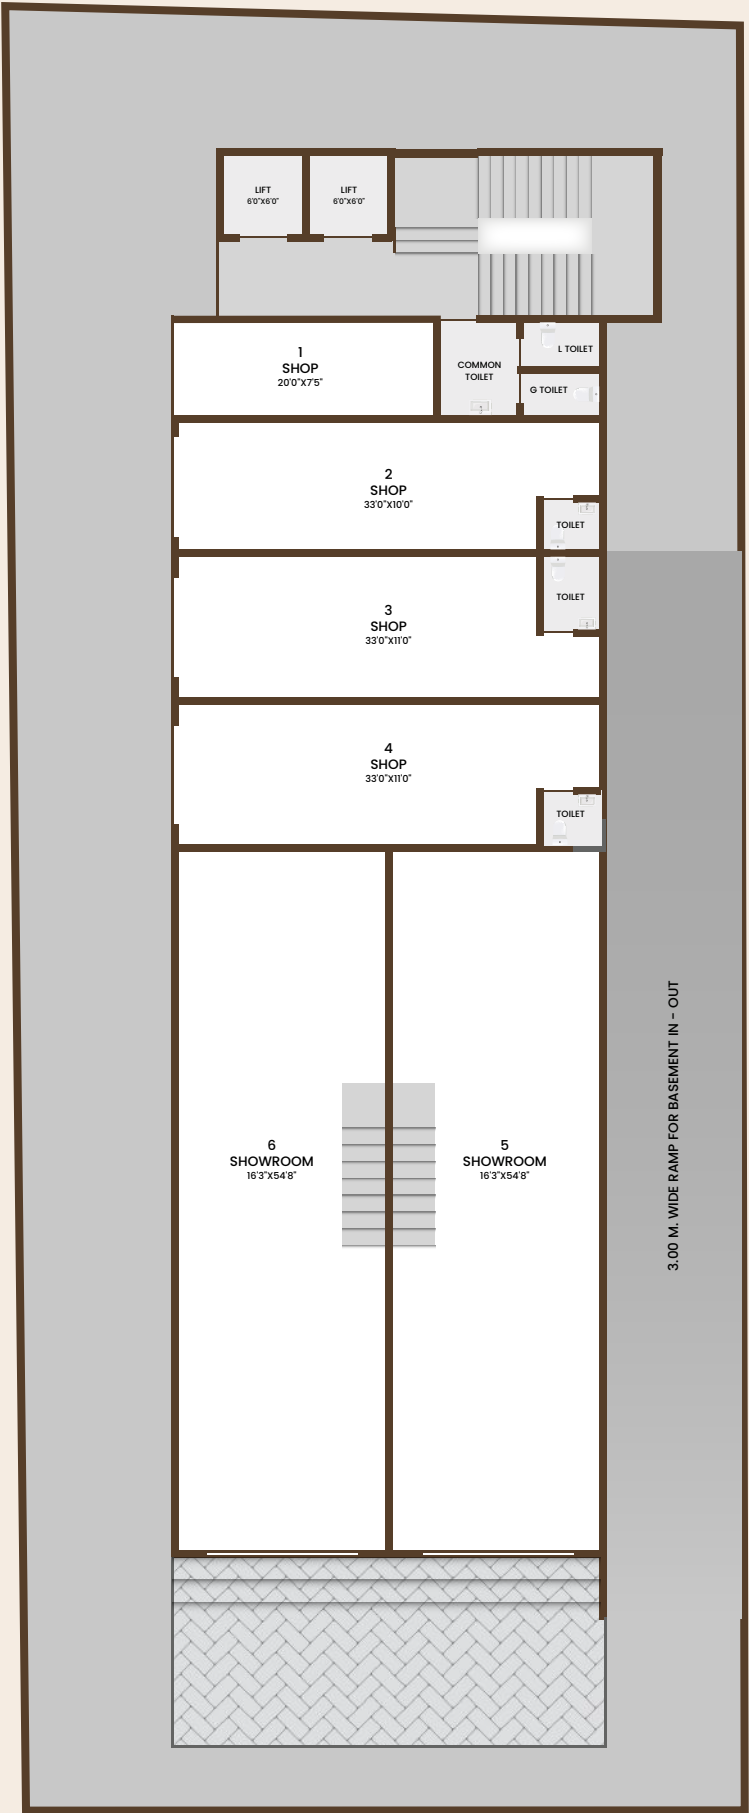 LIFT
6'0"X6'0"
LIFT
6'0"X6'0"
1
SHOP
20'0"X7'5"
COMMON
TOILET
L TOILET
G TOILET
2
SHOP
33'0"X10'0"
TOILET
3
SHOP
33'0"X11'0"
TOILET
4
SHOP
33'0"X11'0"
TOILET
6
SHOWROOM
16'3"X54'8"
5
SHOWROOM
16'3"X54'8"
3.00 M. WIDE RAMP FOR BASEMENT IN - OUT